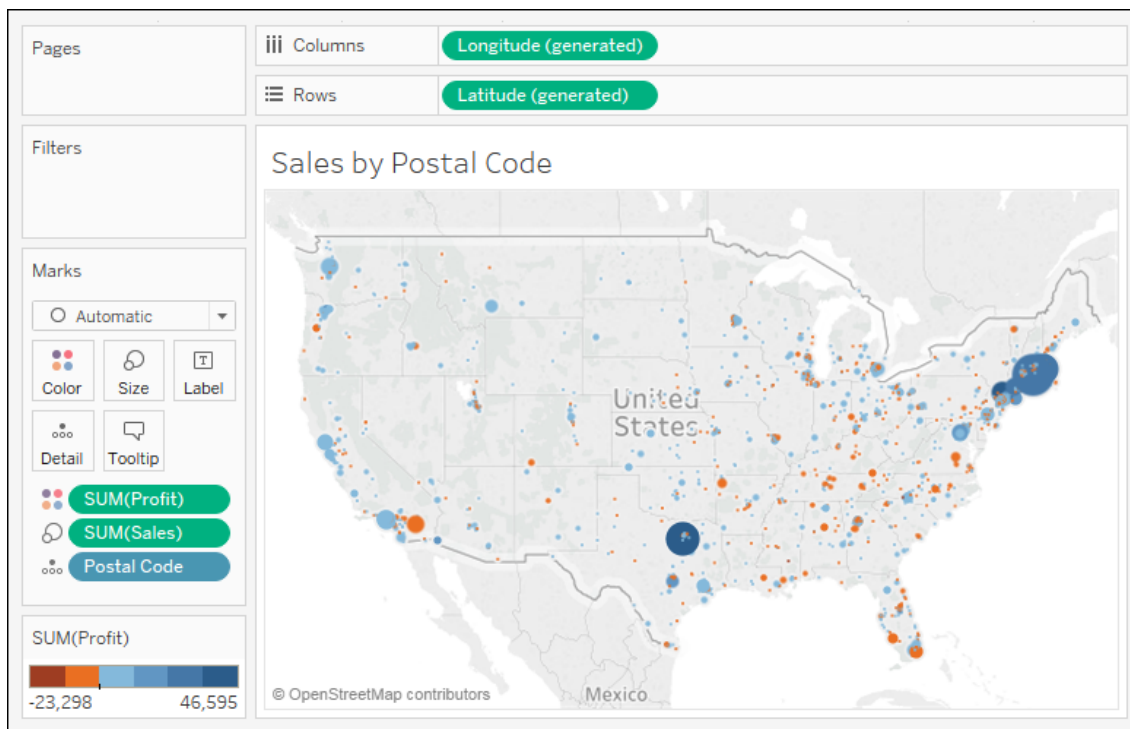 Pages
Columns
Longitude (generated)
Rows
Latitude (generated)
Filters
Sales by Postal Code
Marks
Automatic
Color
Size
T
Label
Detail
Tooltip
SUM(Profit)
SUM(Sales)
Postal Code
SUM(Profit)
-23,298
46,595
United
States
Mexico
© OpenStreetMap contributors